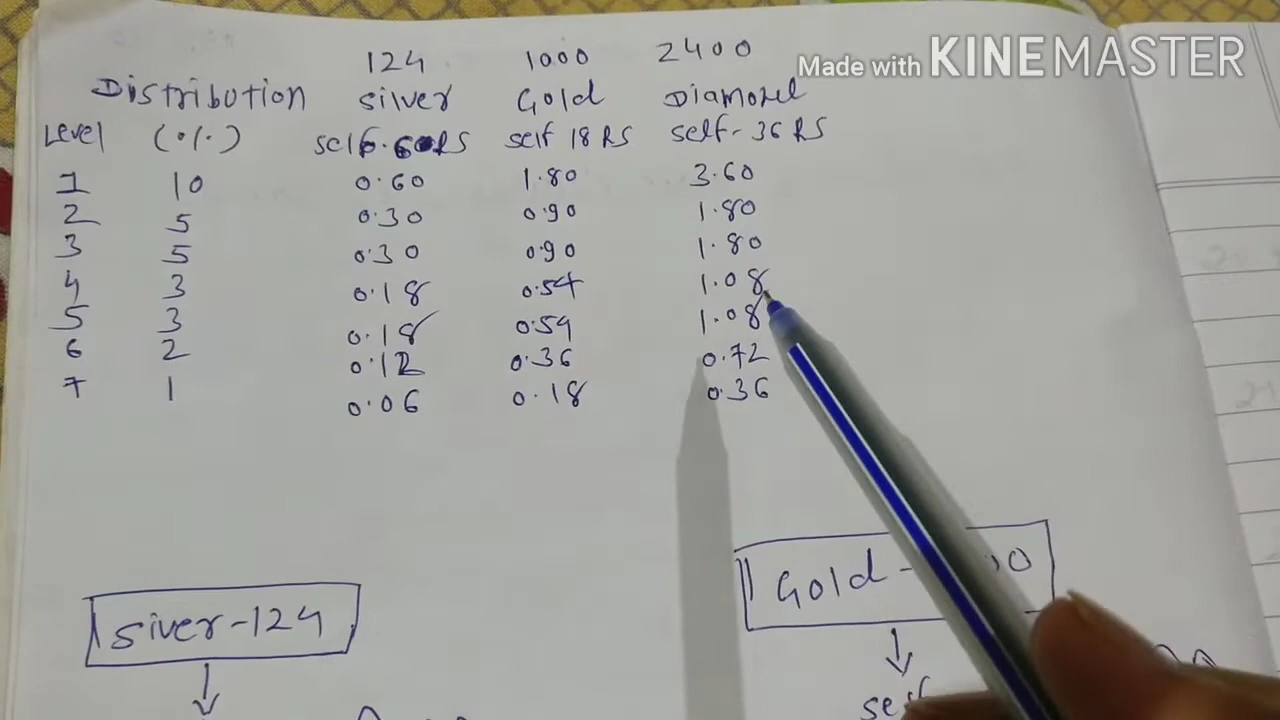 Made with KINEMASTER
124 1000 2400
Distribution Silver Gold Diamond
Level (%) self-6RS self 18 RS self-36 RS
1 10 0.60 1.80 3.60
2 5 0.30 0.90 1.80
3 5 0.30 0.90 1.80
4 3 0.18 0.54 1.08
5 3 0.18 0.54 1.08
6 2 0.12 0.36 0.72
7 1 0.06 0.18 0.36
Siver-124 Gold-
self